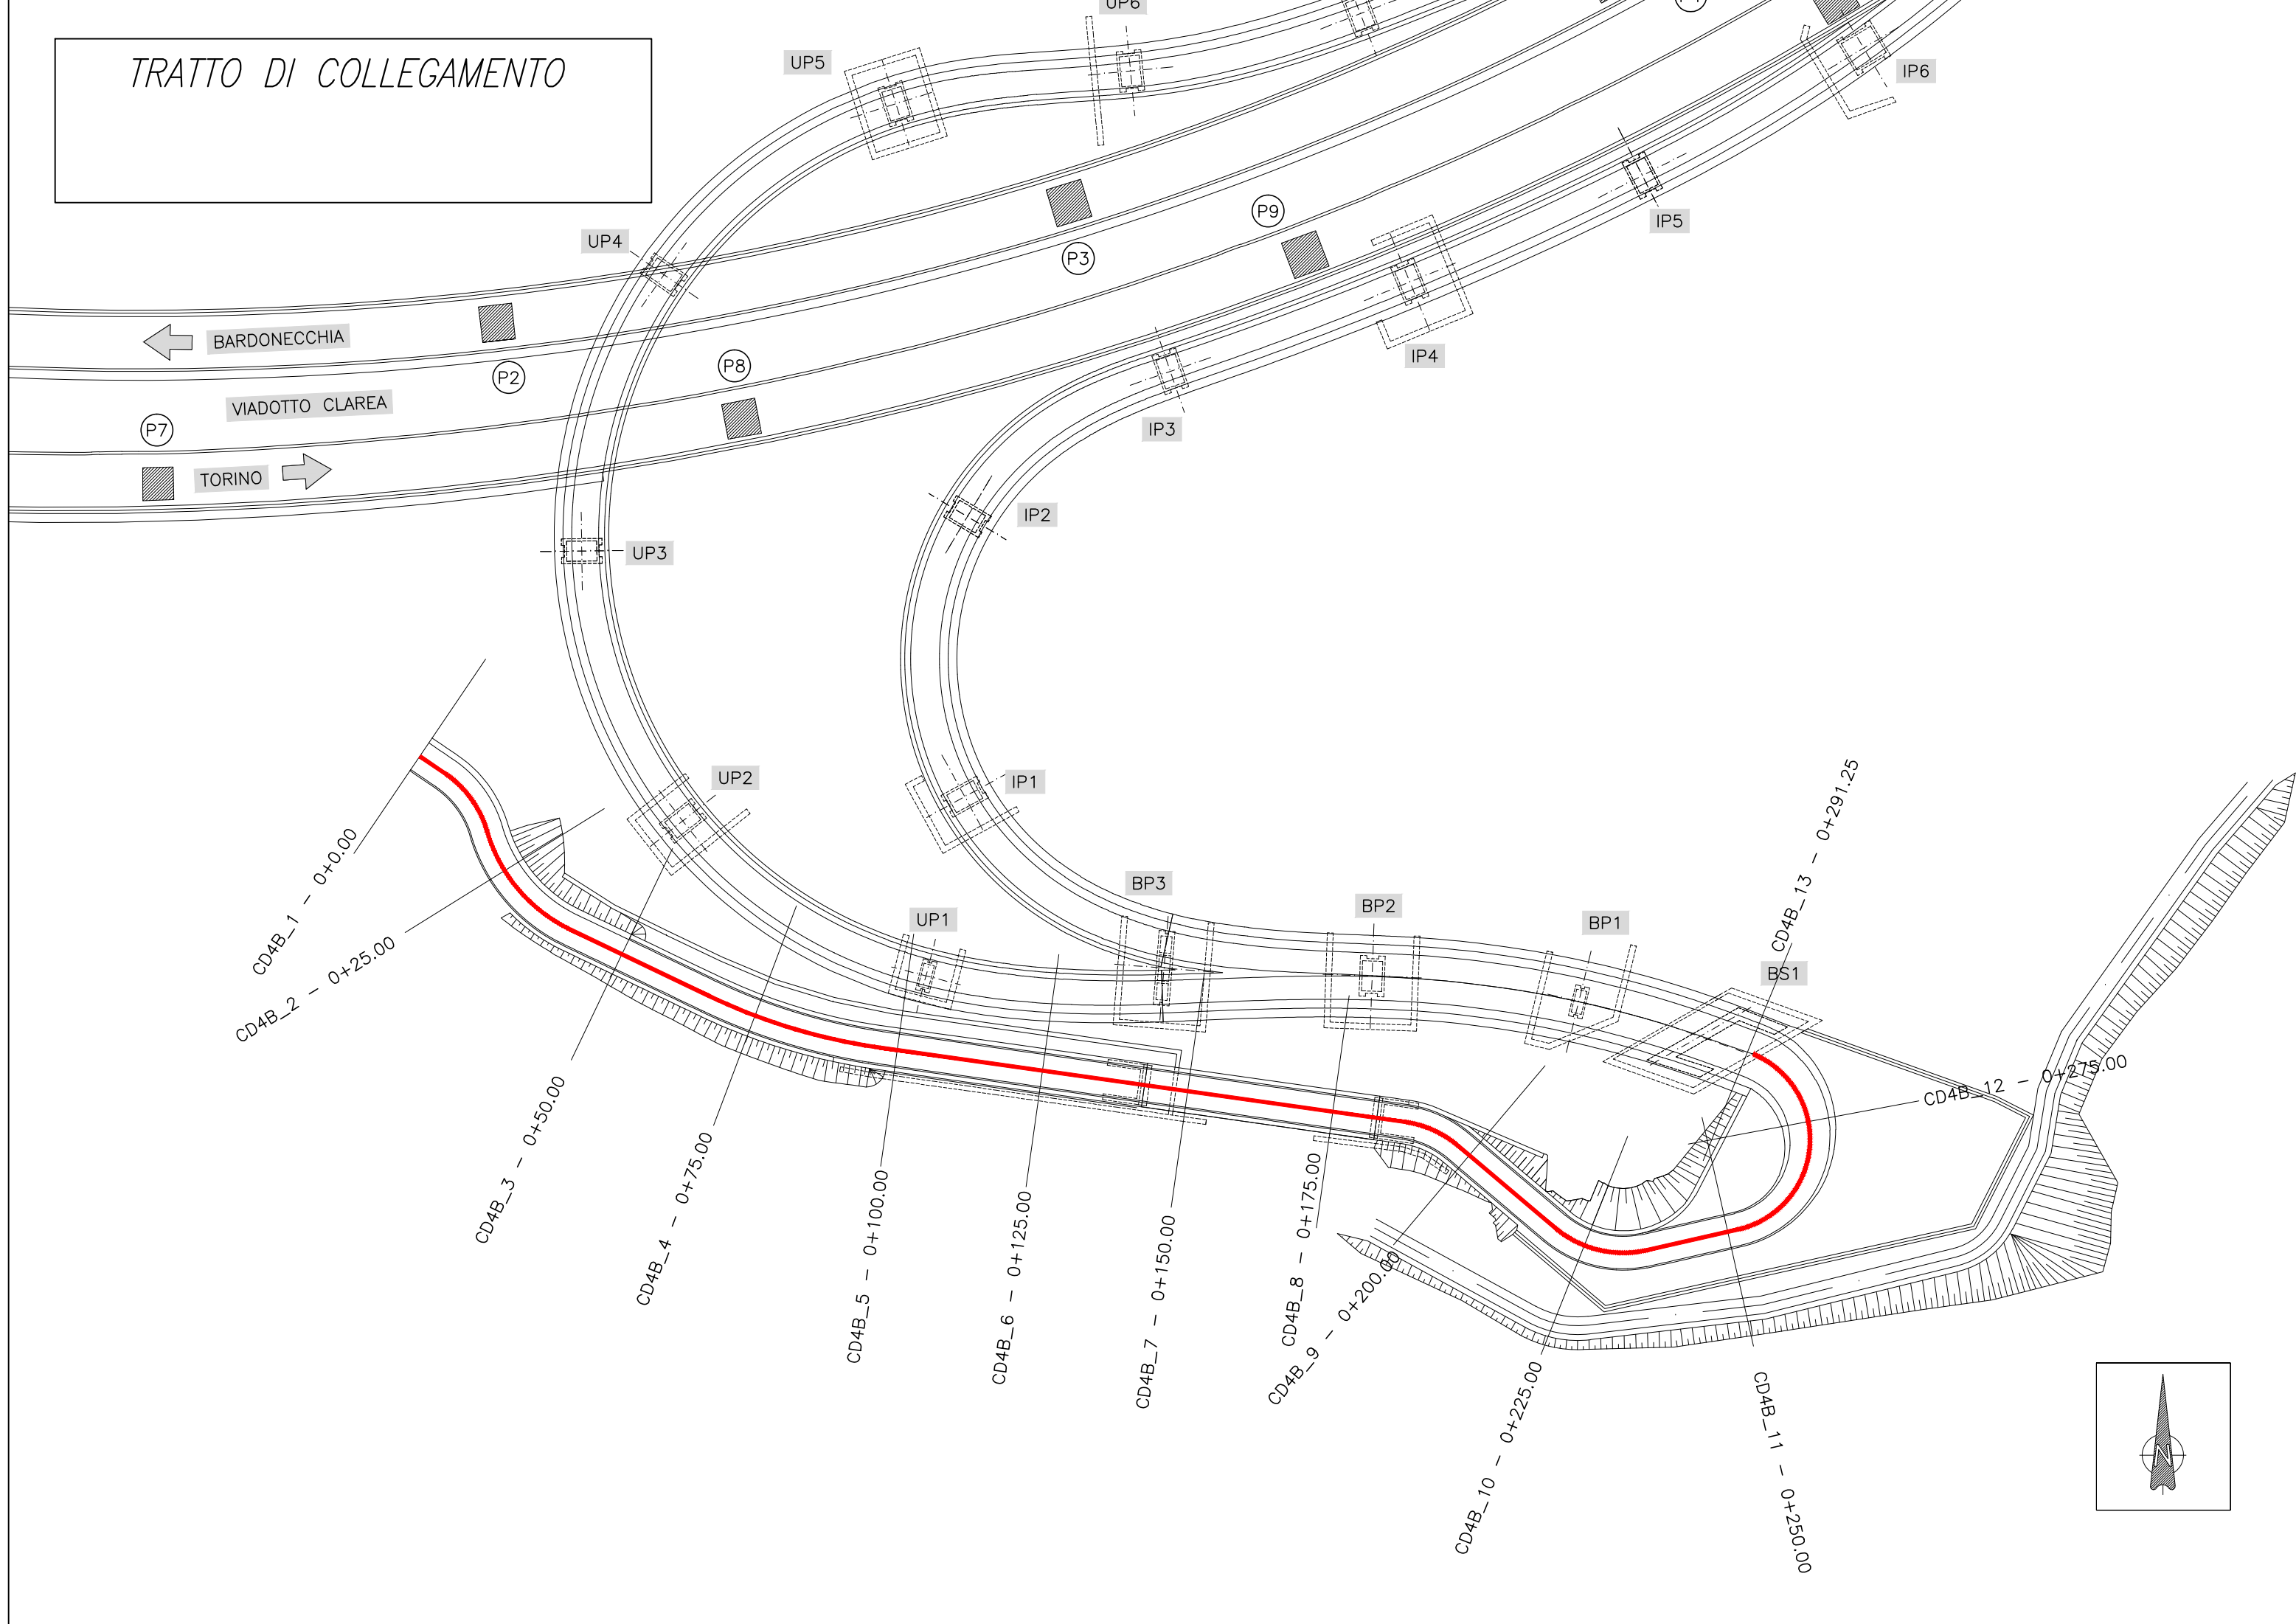 UP6
TRATTO DI COLLEGAMENTO
UP5
IP6
P9
IP5
UP4
P3
BARDONECCHIA
IP4
P8
P2
VIADOTTO CLAREA
P7
IP3
TORINO
IP2
UP3
UP2
IP1
CD4B_1 - 0+0.00
CD4B_13 - 0+291.25
BP3
BP2
UP1
BP1
CD4B_2 - 0+25.00
BS1
CD4B_12 - 0+275.00
CD4B_3 - 0+50.00
CD4B_4 - 0+75.00
CD4B_5 - 0+100.00
CD4B_6 - 0+125.00
CD4B_7 - 0+150.00
CD4B_8 - 0+175.00
CD4B_9 - 0+200.00
CD4B_10 - 0+225.00
CD4B_11 - 0+250.00
N